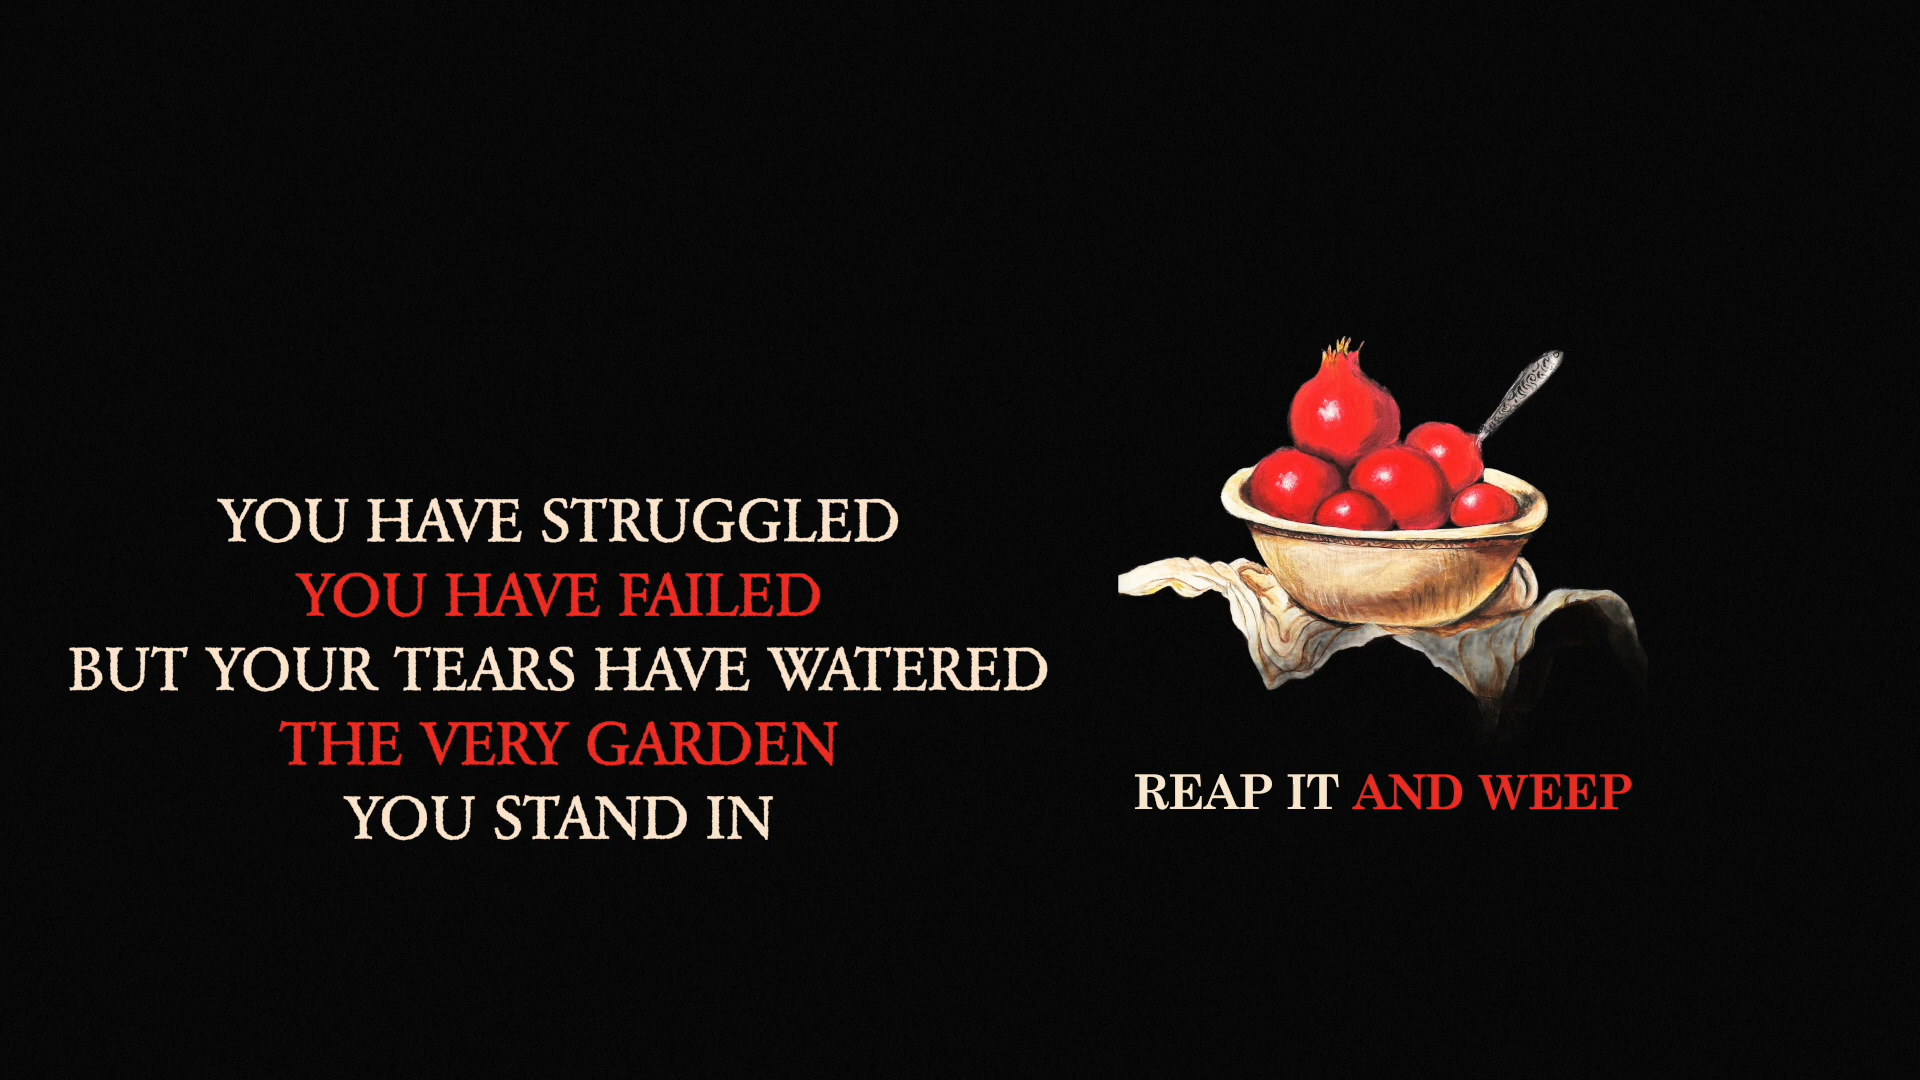 YOU HAVE STRUGGLED
YOU HAVE FAILED
BUT YOUR TEARS HAVE WATERED
THE VERY GARDEN
YOU STAND IN
REAP IT AND WEEP